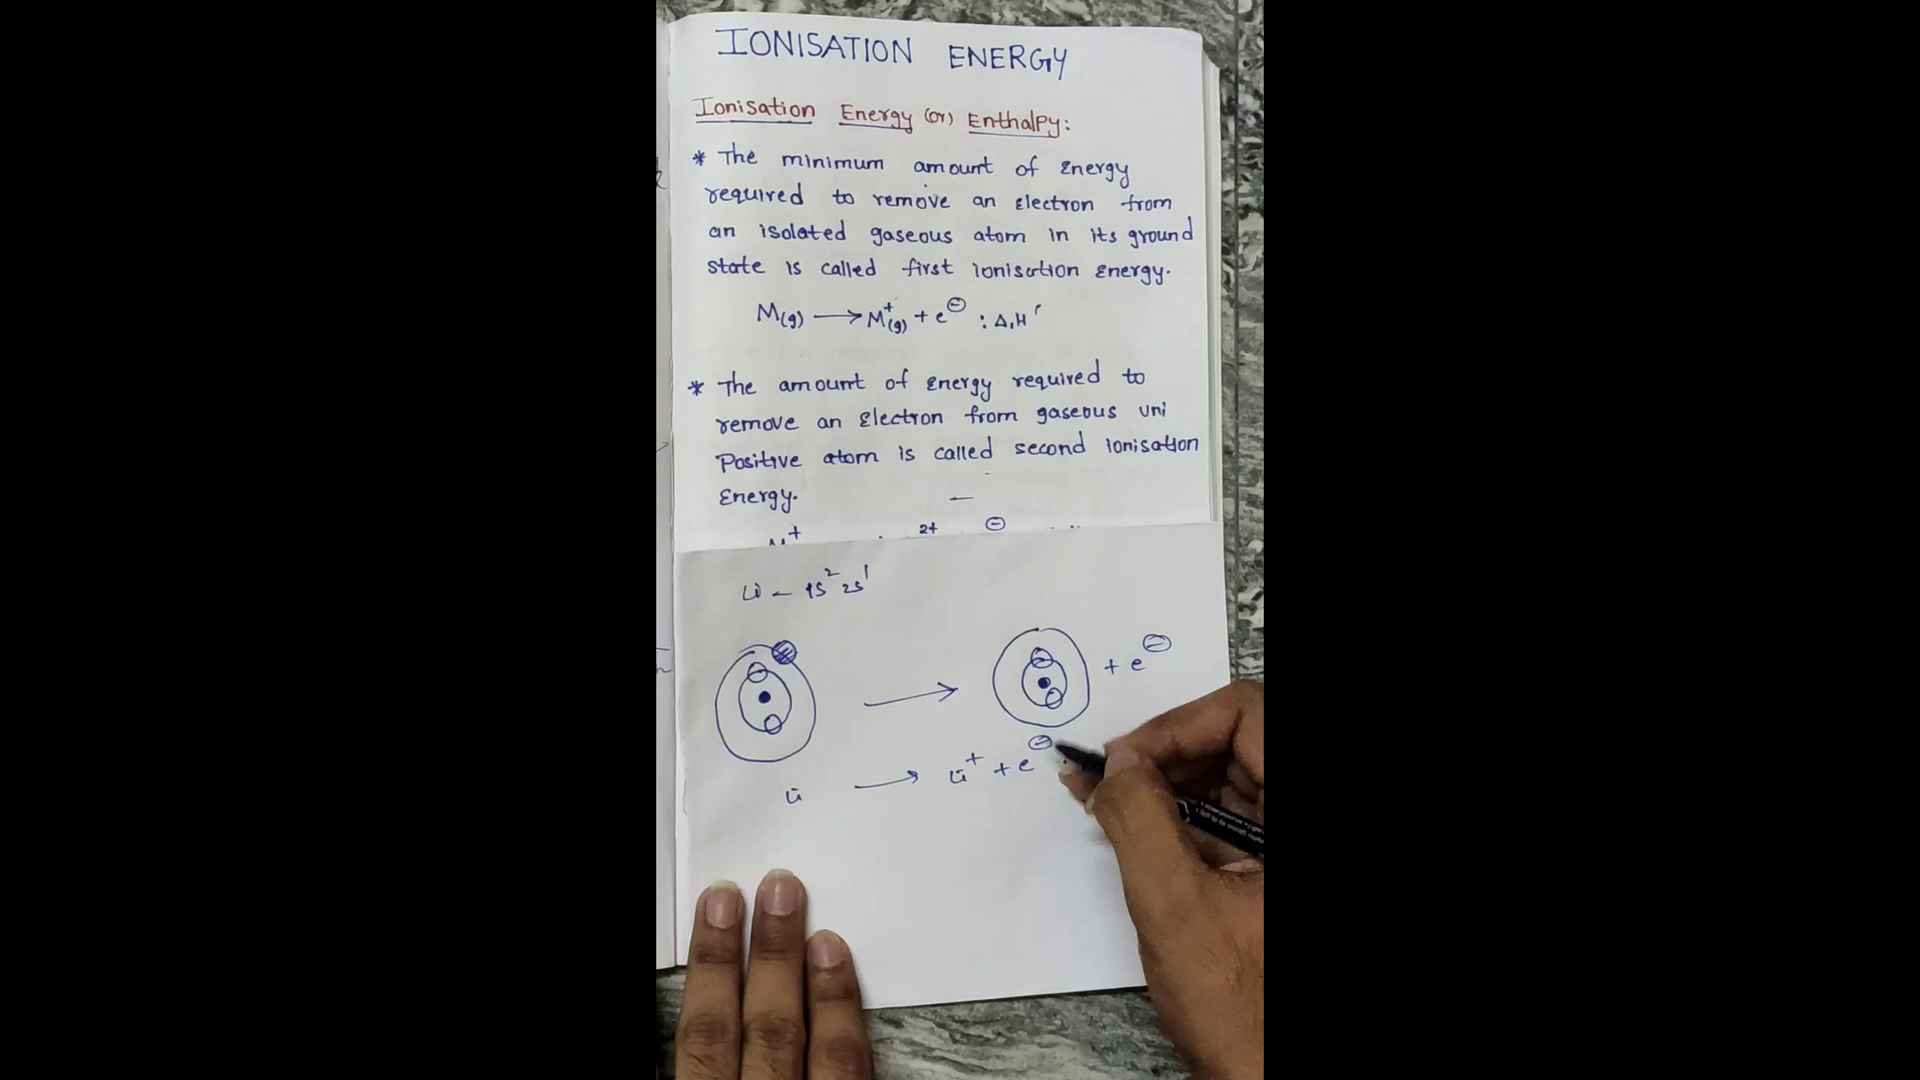 IONISATION ENERGY
Ionisation Energy (or) Enthalpy:
* The minimum amount of Energy
required to remove an Electron from
an isolated gaseous atom in its ground
state is called first ionisation Energy.
M(g) ⟶ M⁺(g) + e⊖ : Δ,H′
* The amount of Energy required to
remove an Electron from gaseous uni
Positive atom is called second ionisation
Energy.
2+ ⊖
Li – 1s² 2s¹
+ e⊖
Li ⟶ Li⁺ + e⊖